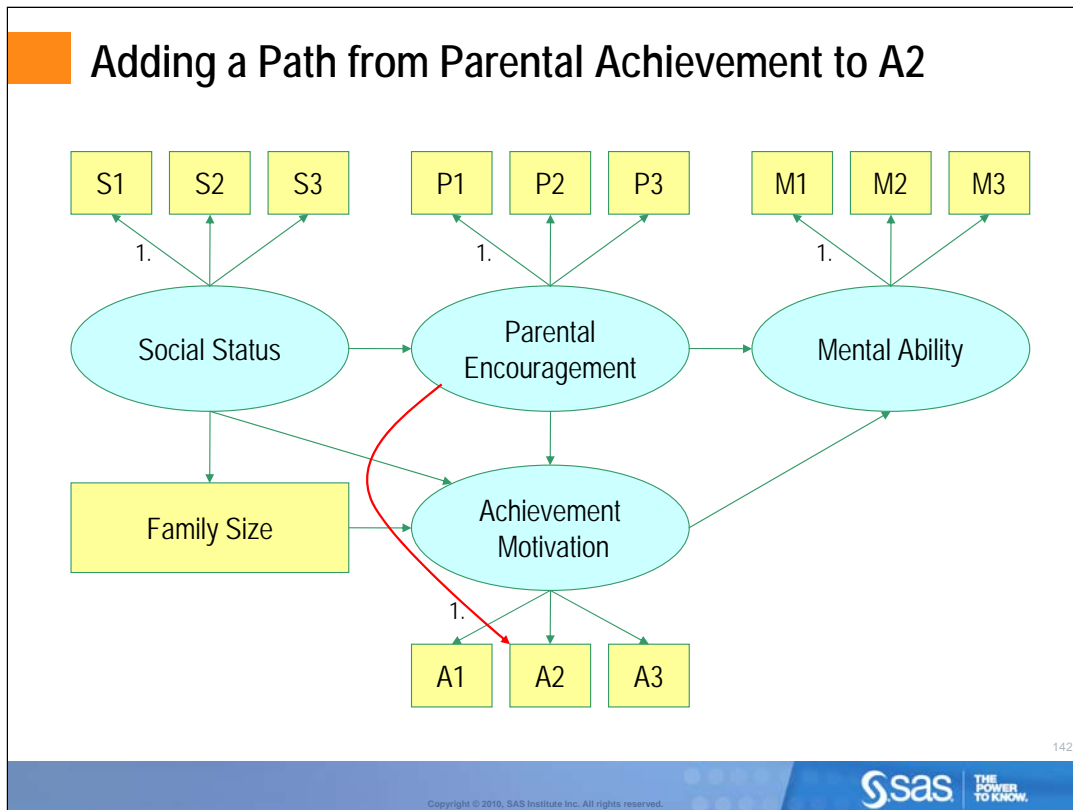 Adding a Path from Parental Achievement to A2
S1 S2 S3 P1 P2 P3 M1 M2 M3
1. 1. 1.
Social Status
Parental
Encouragement
Mental Ability
Family Size
Achievement
Motivation
1.
A1 A2 A3
142
Copyright © 2010, SAS Institute Inc. All rights reserved.
sas
THE
POWER
TO KNOW.